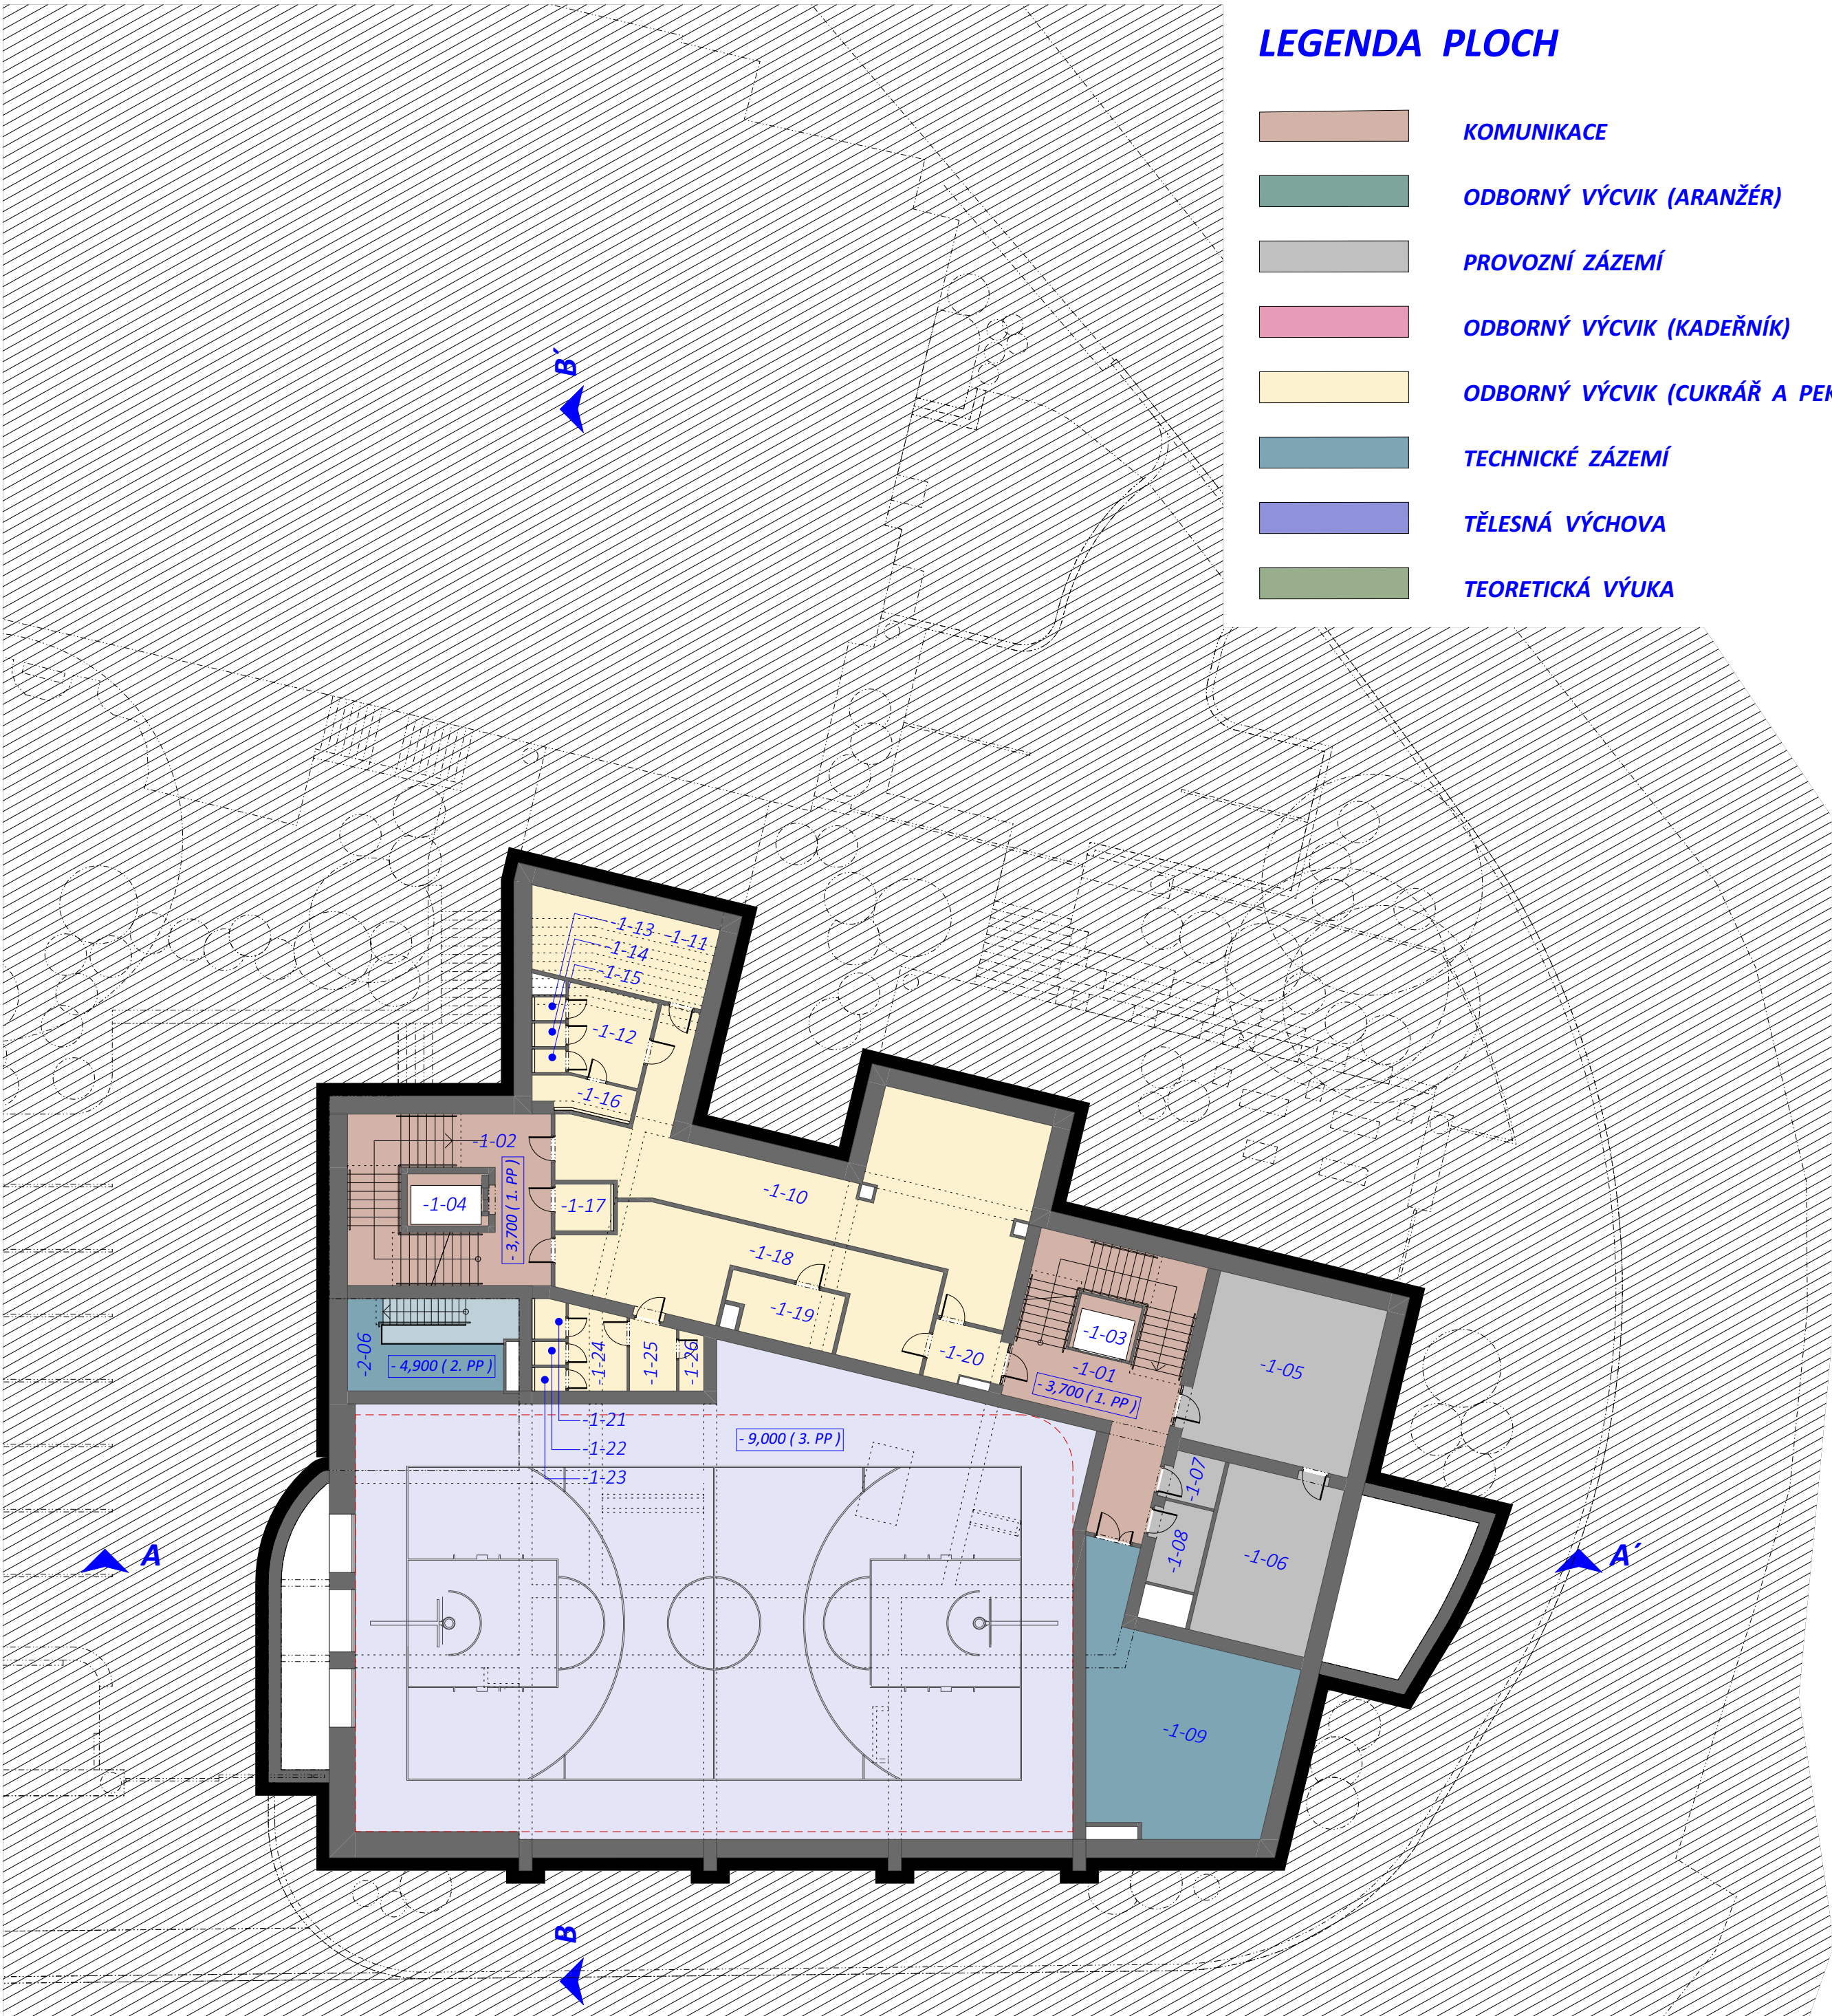 LEGENDA PLOCH
KOMUNIKACE
ODBORNÝ VÝCVIK (ARANŽÉR)
PROVOZNÍ ZÁZEMÍ
ODBORNÝ VÝCVIK (KADEŘNÍK)
ODBORNÝ VÝCVIK (CUKRÁŘ A PEK
TECHNICKÉ ZÁZEMÍ
TĚLESNÁ VÝCHOVA
TEORETICKÁ VÝUKA
B´
-1-13
-1-11
-1-14
-1-15
-1-12
-1-16
-1-02
- 3,700 ( 1. PP )
-1-04
-1-17
-1-10
-1-18
-1-19
-1-20
-1-03
-1-01
- 3,700 ( 1. PP )
-1-05
-2-06
- 4,900 ( 2. PP )
-1-24
-1-25
-1-26
-1-21
-1-22
-1-23
- 9,000 ( 3. PP )
-1-07
-1-08
-1-06
A
A´
-1-09
B